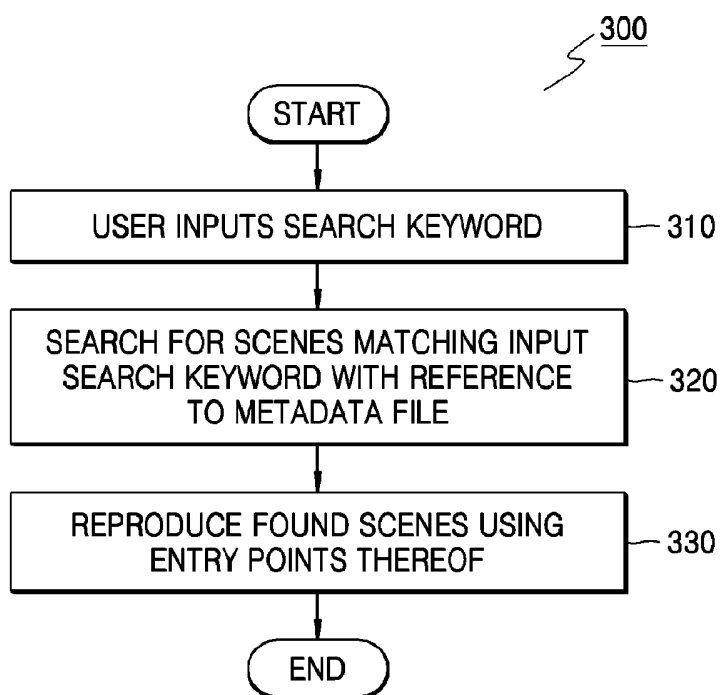 300
START
USER INPUTS SEARCH KEYWORD
310
SEARCH FOR SCENES MATCHING INPUT
SEARCH KEYWORD WITH REFERENCE
TO METADATA FILE
320
REPRODUCE FOUND SCENES USING
ENTRY POINTS THEREOF
330
END